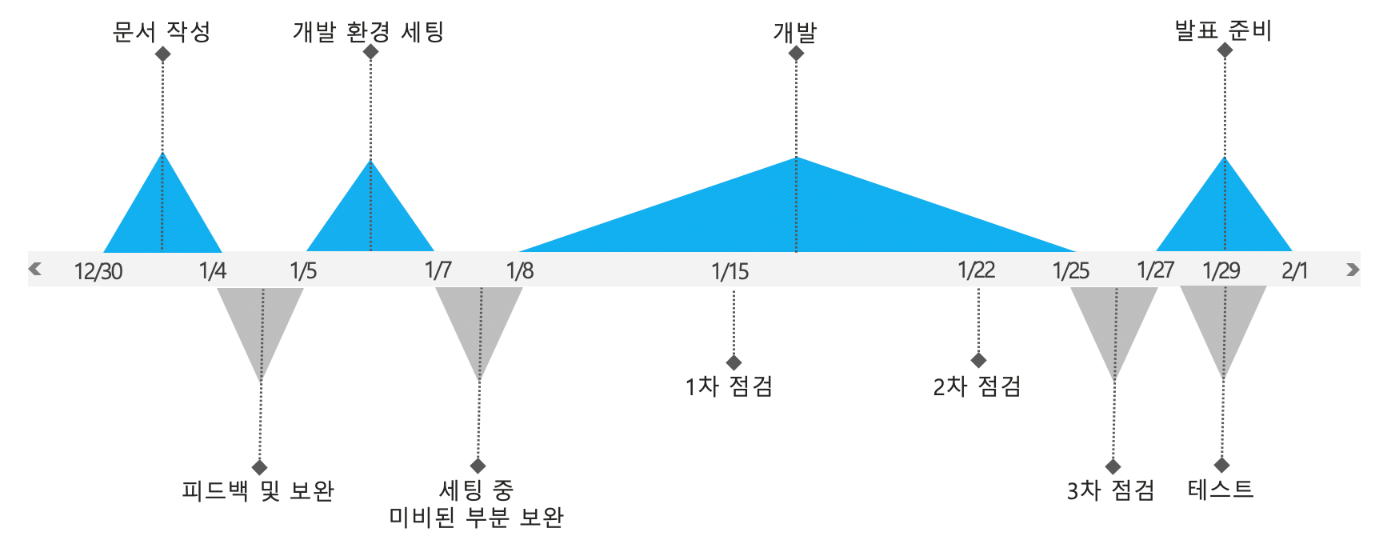 문서 작성
개발 환경 세팅
개발
발표 준비
12/30
1/4
1/5
1/7
1/8
1/15
1/22
1/25
1/27
1/29
2/1
1차 점검
2차 점검
피드백 및 보완
세팅 중
미비된 부분 보완
3차 점검
테스트